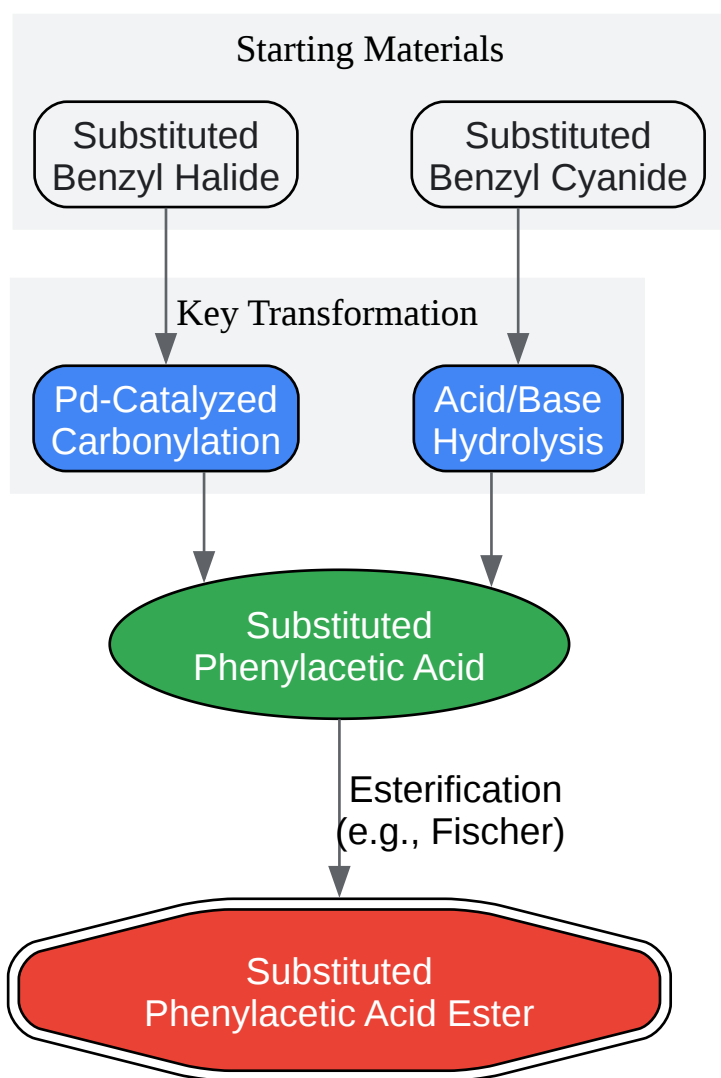 Starting Materials
Substituted
Benzyl Halide
Substituted
Benzyl Cyanide
Key Transformation
Pd-Catalyzed
Carbonylation
Acid/Base
Hydrolysis
Substituted
Phenylacetic Acid
Esterification
(e.g., Fischer)
Substituted
Phenylacetic Acid Ester